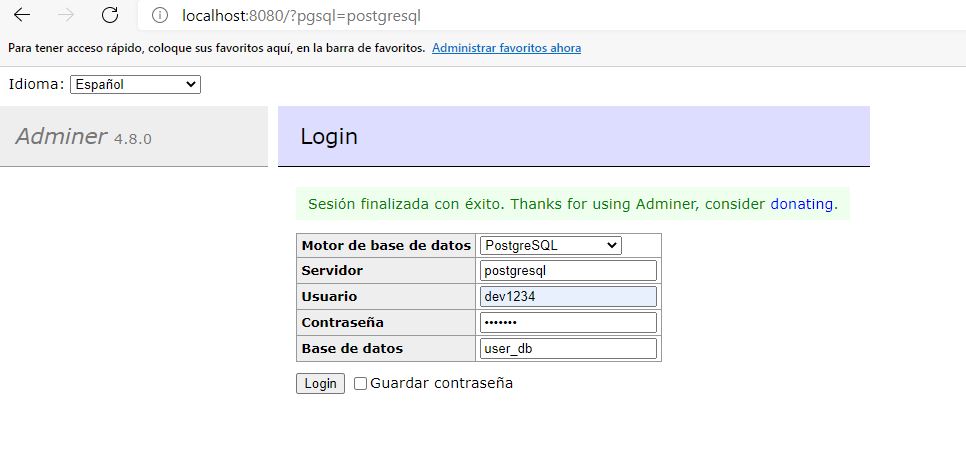 localhost:8080/?pgsql=postgresql
Para tener acceso rápido, coloque sus favoritos aquí, en la barra de favoritos. Administrar favoritos ahora
Idioma: Español
Adminer 4.8.0
Login
Sesión finalizada con éxito. Thanks for using Adminer, consider donating.
Motor de base de datos PostgreSQL
Servidor postgresql
Usuario dev1234
Contraseña •••••••
Base de datos user_db
Login Guardar contraseña